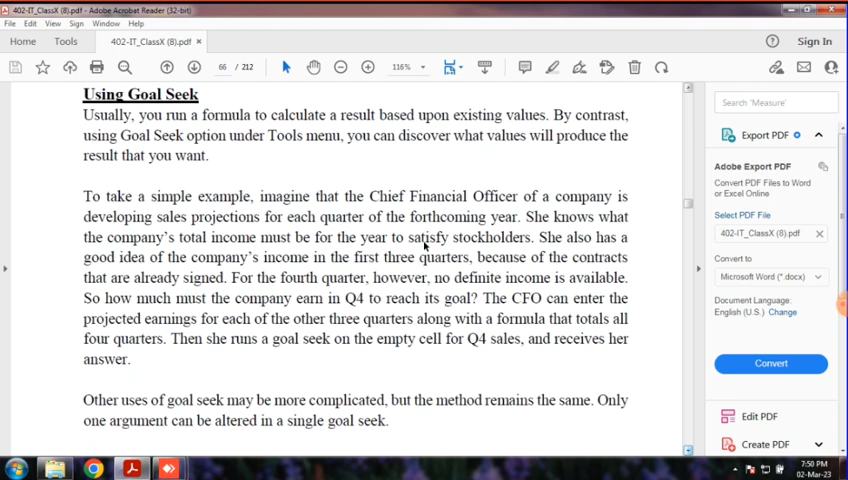 402-IT_ClassX (8).pdf - Adobe Acrobat Reader (32-bit)
File Edit View Sign Window Help
Home Tools 402-IT_ClassX (8).pdf × Sign In
66 / 212 116%
Using Goal Seek
Usually, you run a formula to calculate a result based upon existing values. By contrast,
using Goal Seek option under Tools menu, you can discover what values will produce the
result that you want.
To take a simple example, imagine that the Chief Financial Officer of a company is
developing sales projections for each quarter of the forthcoming year. She knows what
the company's total income must be for the year to satisfy stockholders. She also has a
good idea of the company's income in the first three quarters, because of the contracts
that are already signed. For the fourth quarter, however, no definite income is available.
So how much must the company earn in Q4 to reach its goal? The CFO can enter the
projected earnings for each of the other three quarters along with a formula that totals all
four quarters. Then she runs a goal seek on the empty cell for Q4 sales, and receives her
answer.
Other uses of goal seek may be more complicated, but the method remains the same. Only
one argument can be altered in a single goal seek.
Search 'Measure'
Export PDF
Adobe Export PDF
Convert PDF Files to Word
or Excel Online
Select PDF File
402-IT_ClassX (8).pdf ×
Convert to
Microsoft Word (*.docx)
Document Language:
English (U.S.) Change
Convert
Edit PDF
Create PDF
7:50 PM
02-Mar-23